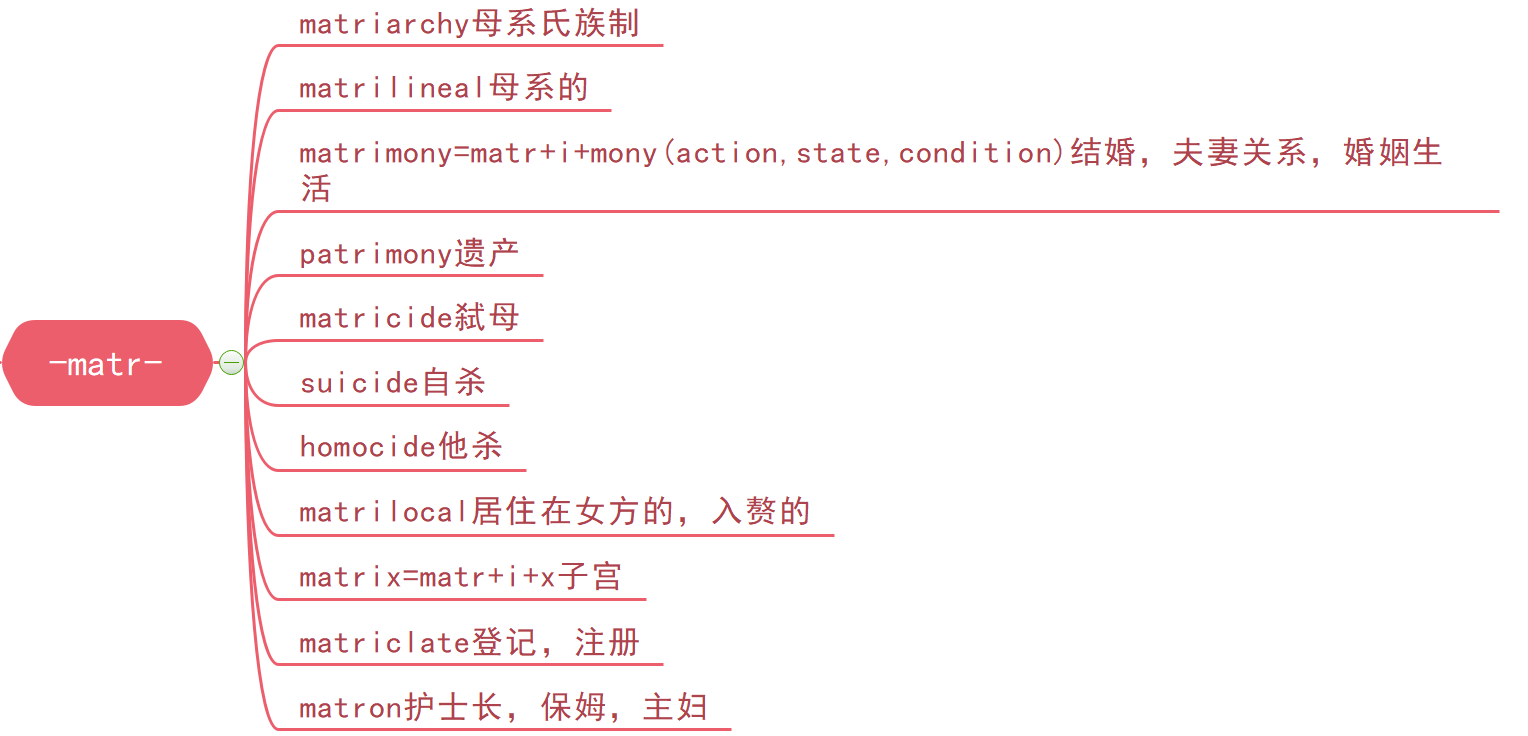 matriarchy母系氏族制
matrilineal母系的
matrimony=matr+i+mony(action,state,condition)结婚，夫妻关系，婚姻生
活
patrimony遗产
matricide弑母
-matr-
suicide自杀
homocide他杀
matrilocal居住在女方的，入赘的
matrix=matr+i+x子宫
matriclate登记，注册
matron护士长，保姆，主妇